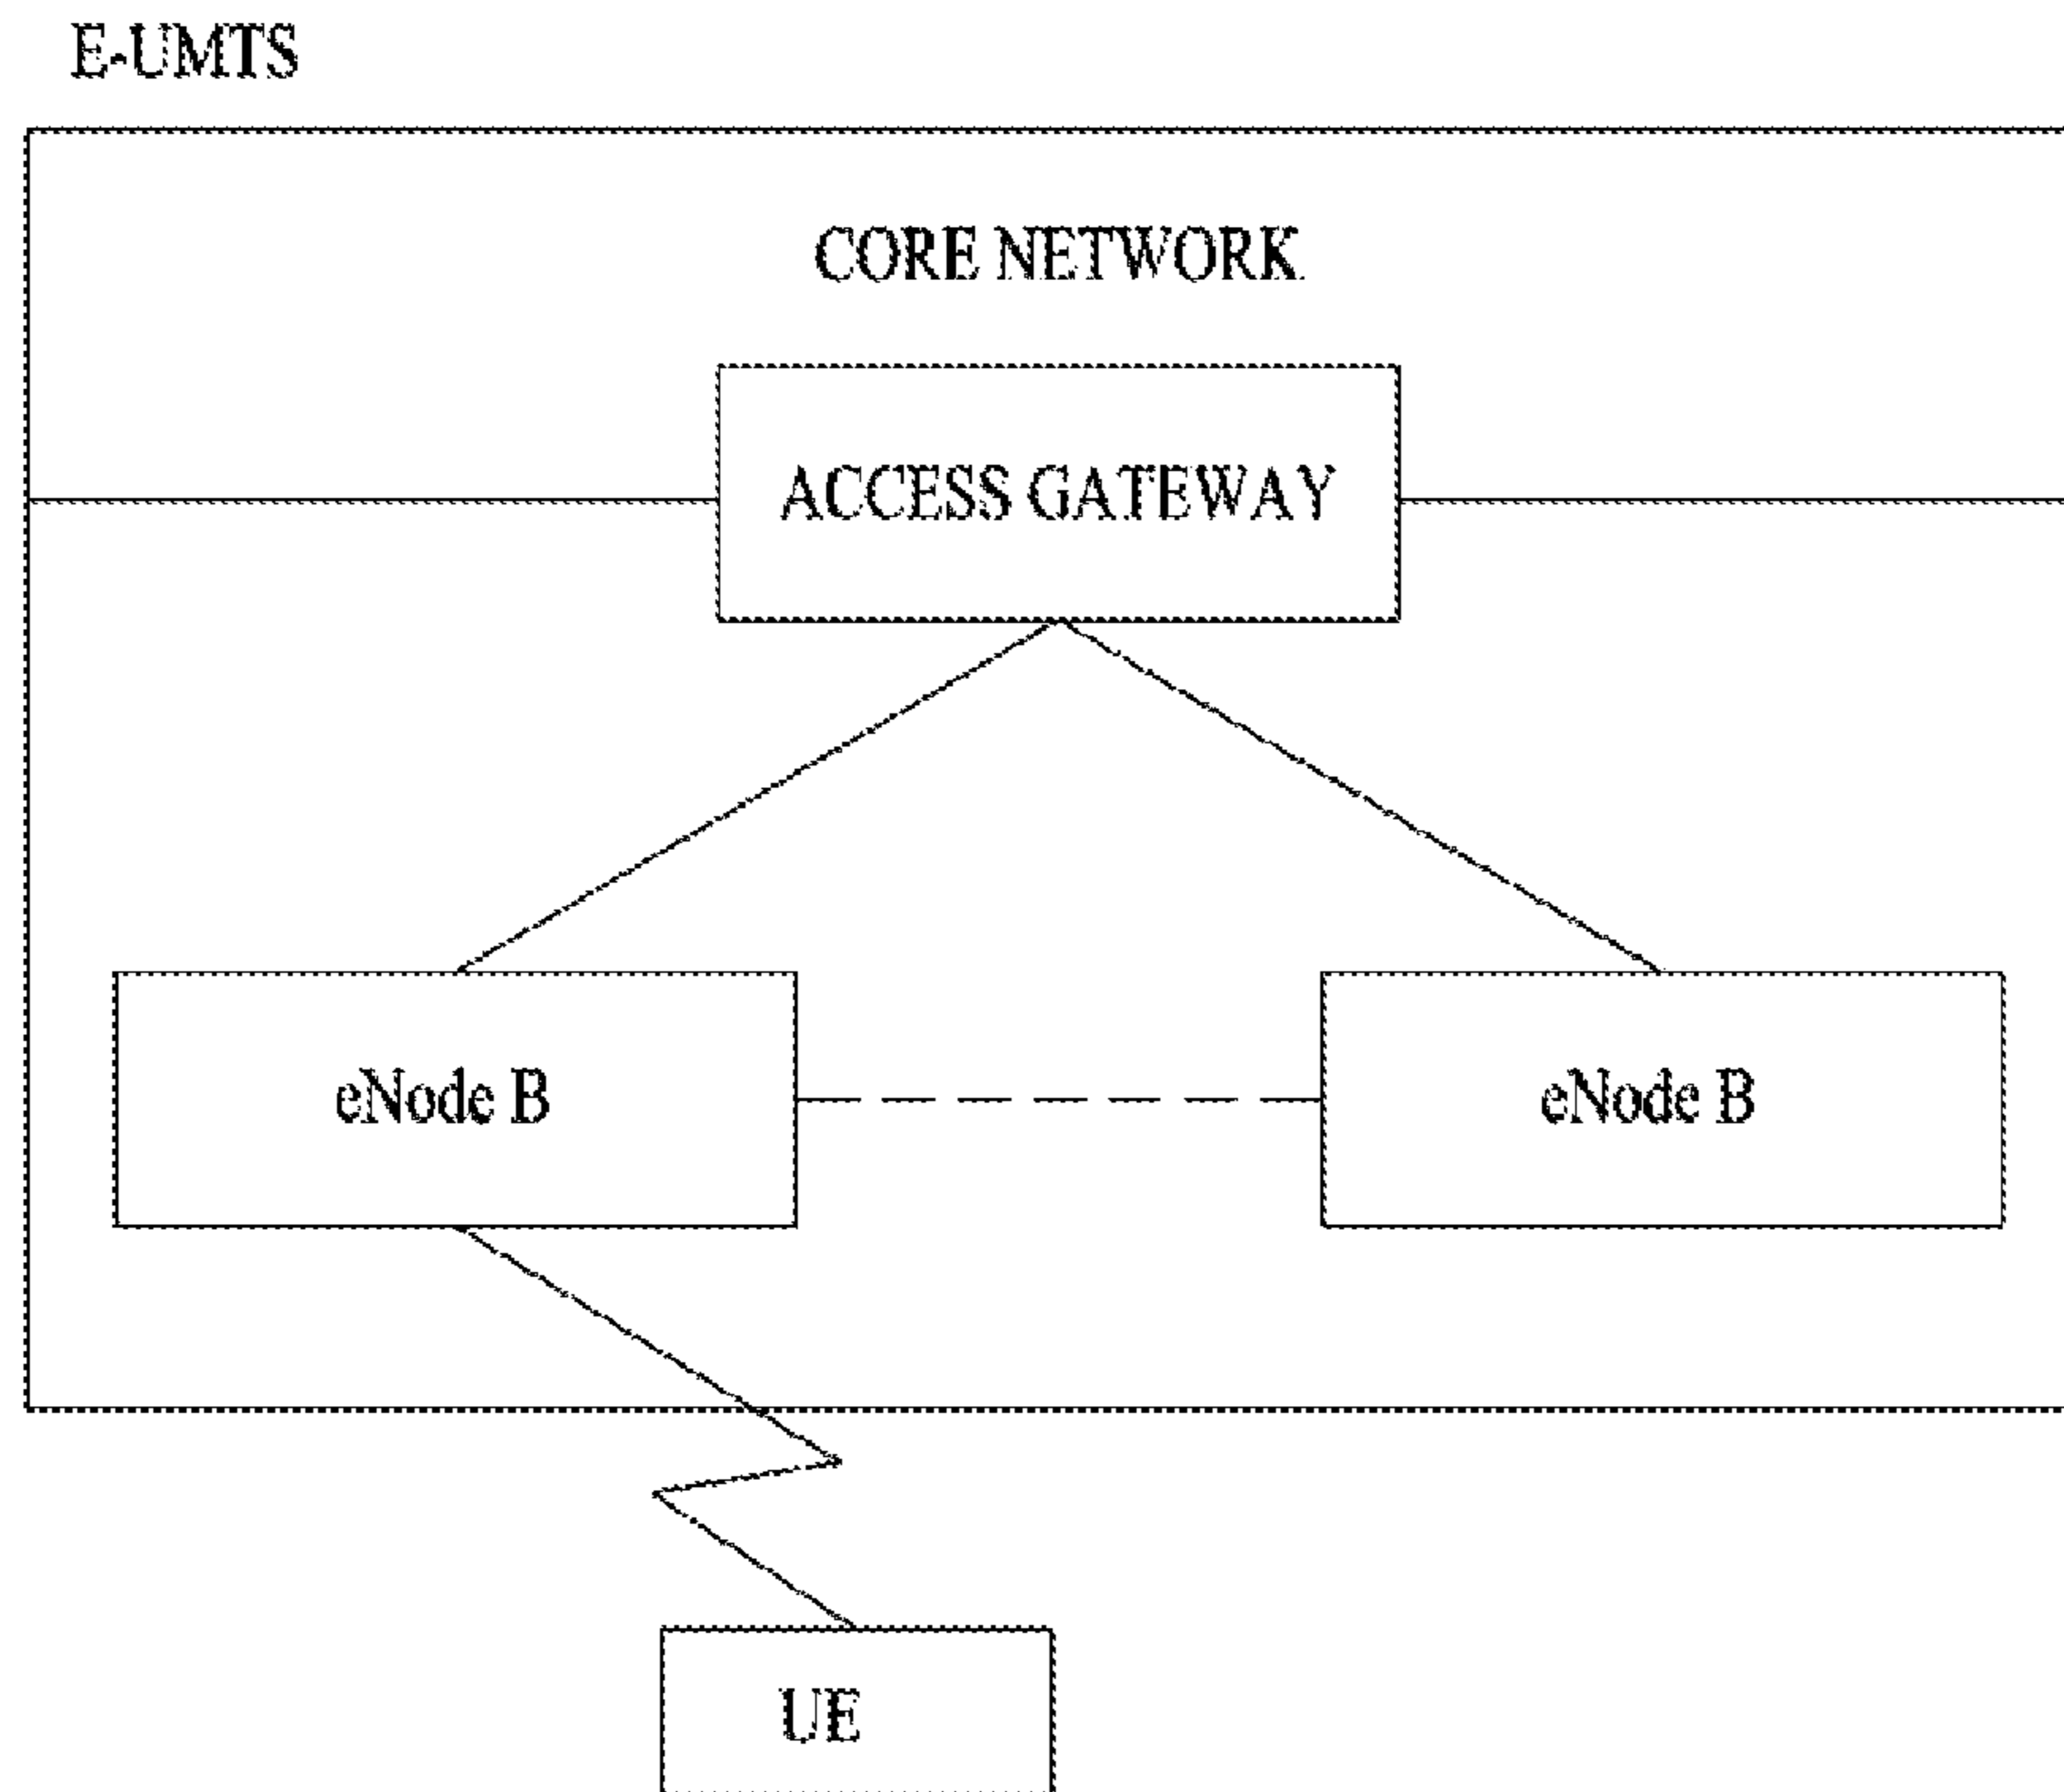 E-UMTS
CORE NETWORK
ACCESS GATEWAY
eNode B
eNode B
UE